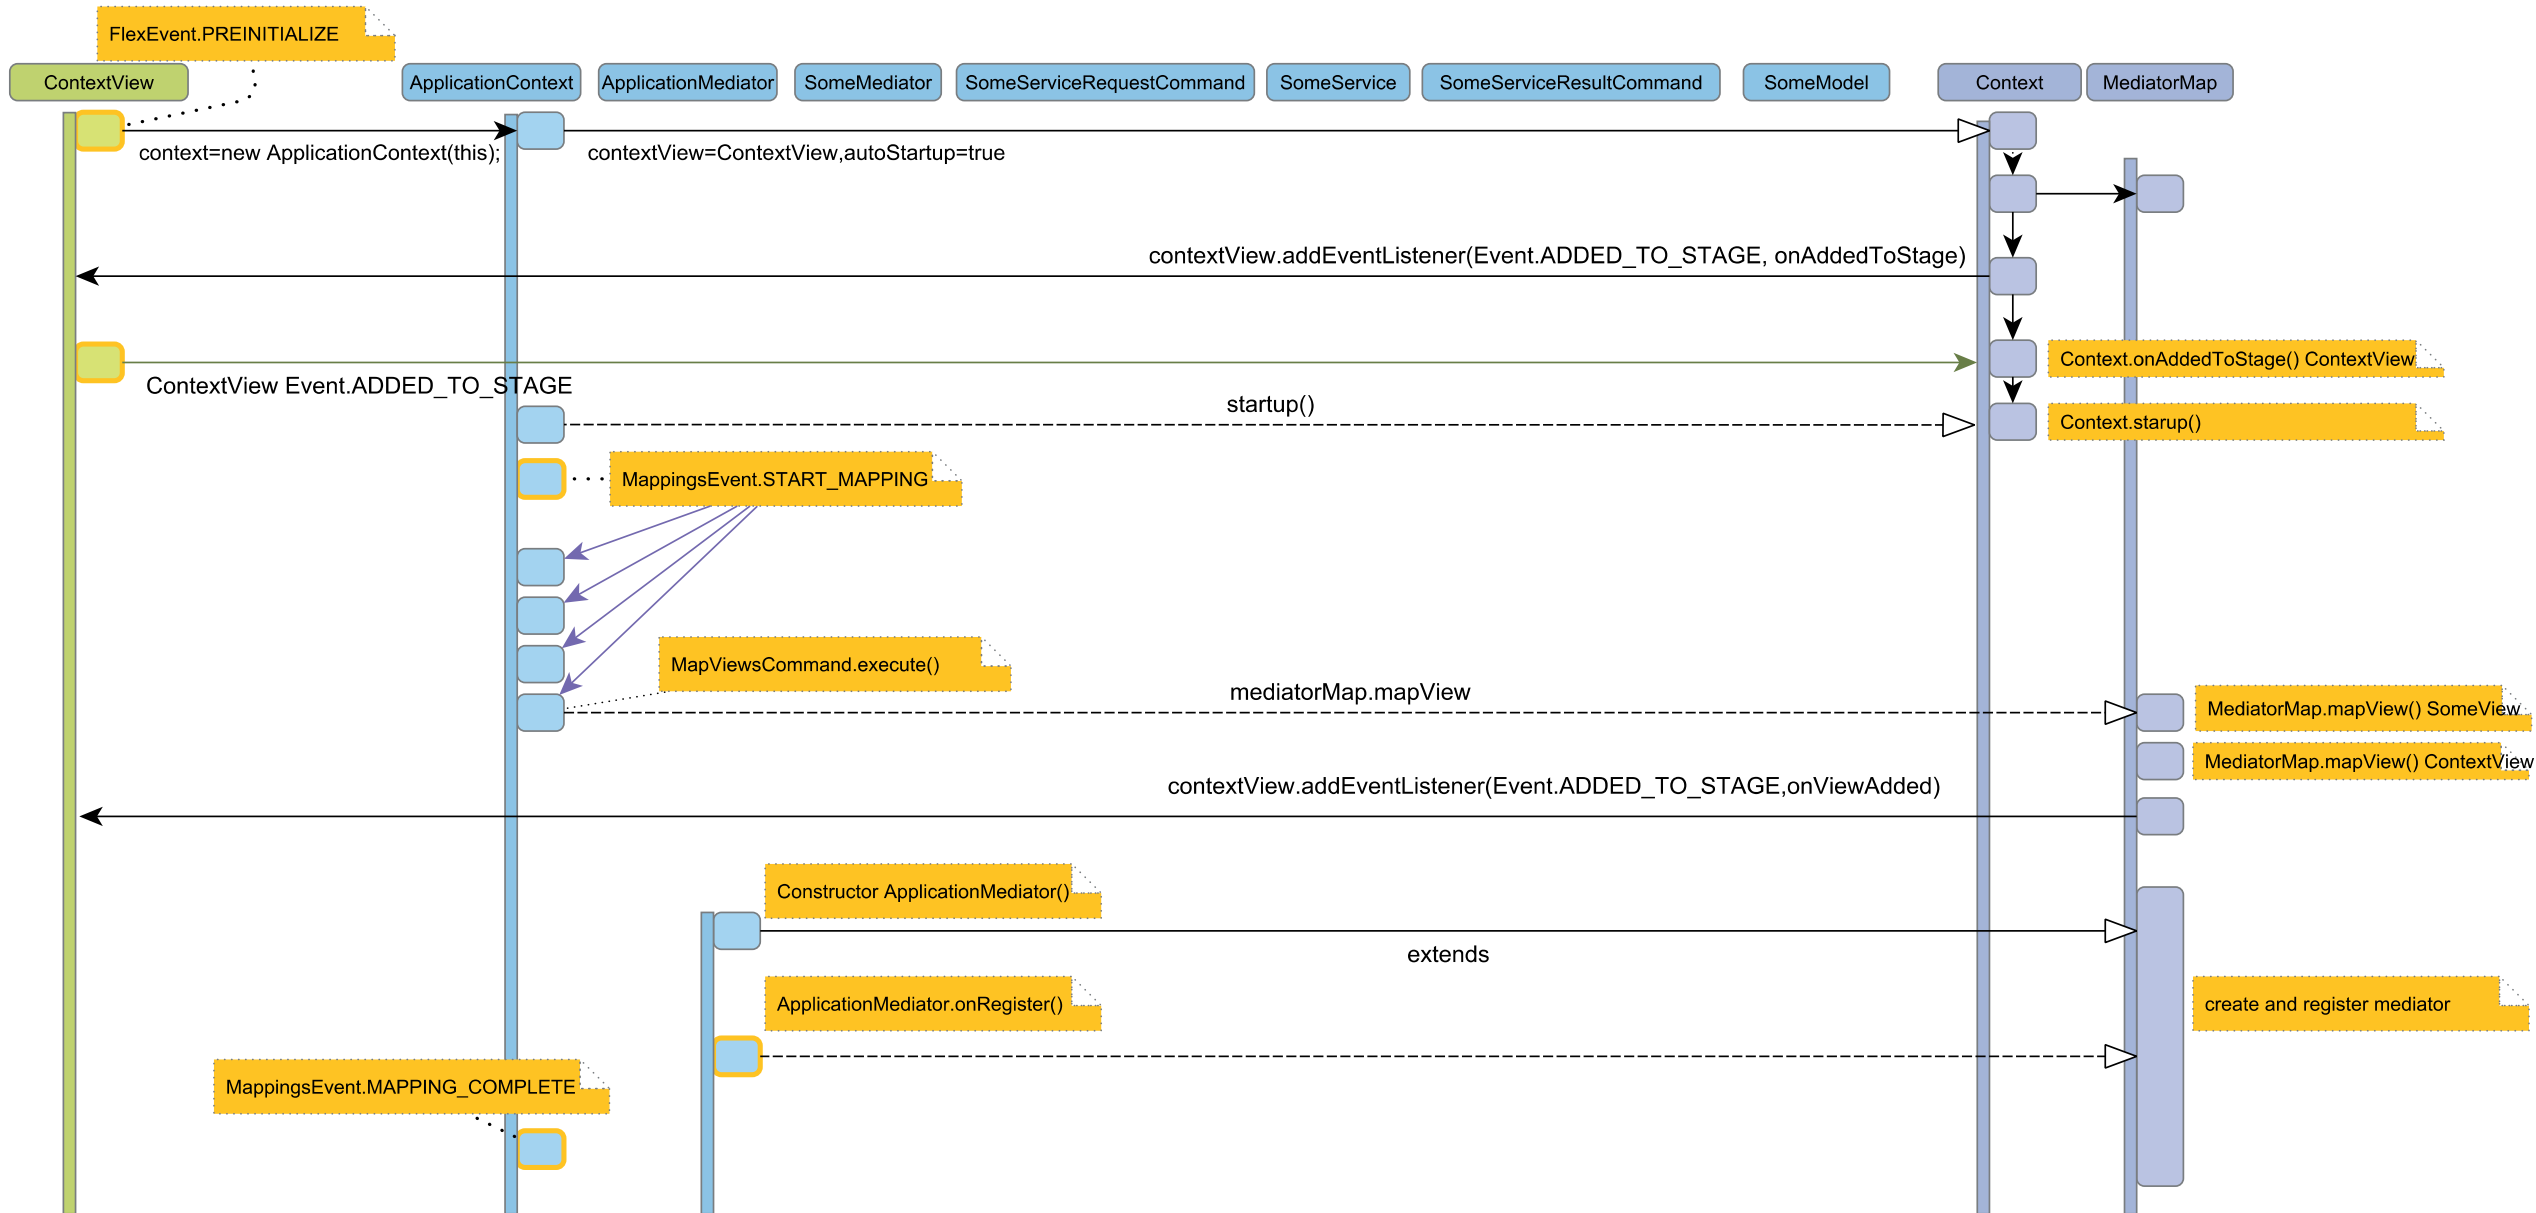 FlexEvent.PREINITIALIZE
ContextView
ApplicationContext
ApplicationMediator
SomeMediator
SomeServiceRequestCommand
SomeService
SomeServiceResultCommand
SomeModel
Context
MediatorMap
context=new ApplicationContext(this);
contextView=ContextView,autoStartup=true
contextView.addEventListener(Event.ADDED_TO_STAGE, onAddedToStage)
Context.onAddedToStage() ContextView
ContextView Event.ADDED_TO_STAGE
startup()
Context.starup()
MappingsEvent.START_MAPPING
MapViewsCommand.execute()
mediatorMap.mapView
MediatorMap.mapView() SomeView
MediatorMap.mapView() ContextView
contextView.addEventListener(Event.ADDED_TO_STAGE,onViewAdded)
Constructor ApplicationMediator()
extends
ApplicationMediator.onRegister()
create and register mediator
MappingsEvent.MAPPING_COMPLETE